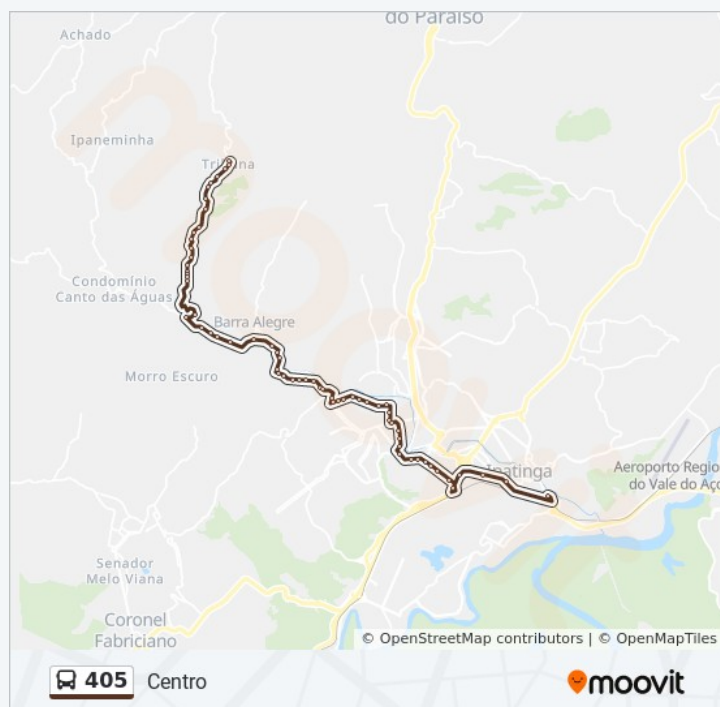 do Paraíso
Achado
Ipaneminha
Tribuna
Condomínio
Canto das Águas
Barra Alegre
Morro Escuro
Ipatinga
Aeroporto Regio
do Vale do Aço
Senador
Melo Viana
Coronel
Fabriciano
© OpenStreetMap contributors | © OpenMapTiles
405 Centro
moovit